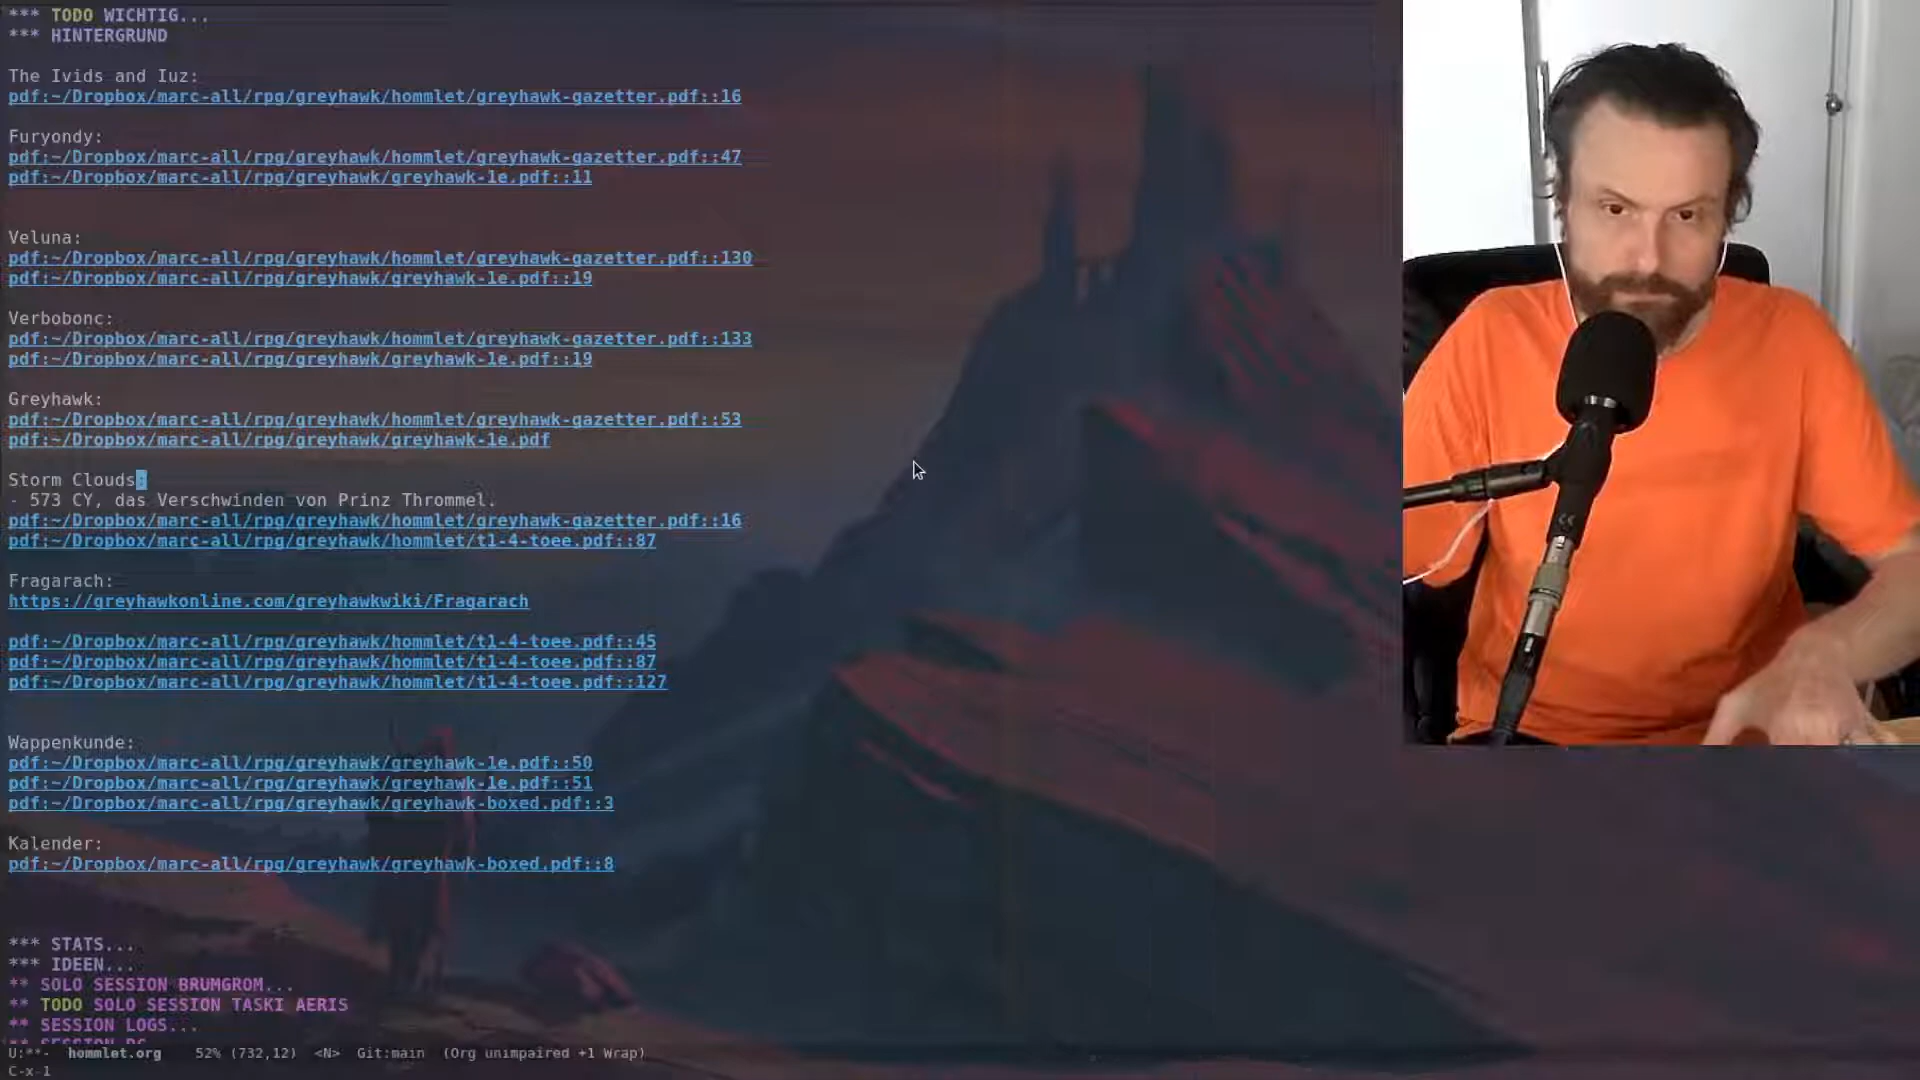 *** TODO WICHTIG...
*** HINTERGRUND
The Ivids and Iuz:
pdf:~/Dropbox/marc-all/rpg/greyhawk/hommlet/greyhawk-gazetter.pdf::16
Furyondy:
pdf:~/Dropbox/marc-all/rpg/greyhawk/hommlet/greyhawk-gazetter.pdf::47
pdf:~/Dropbox/marc-all/rpg/greyhawk/greyhawk-1e.pdf::11
Veluna:
pdf:~/Dropbox/marc-all/rpg/greyhawk/hommlet/greyhawk-gazetter.pdf::130
pdf:~/Dropbox/marc-all/rpg/greyhawk/greyhawk-1e.pdf::19
Verbobonc:
pdf:~/Dropbox/marc-all/rpg/greyhawk/hommlet/greyhawk-gazetter.pdf::133
pdf:~/Dropbox/marc-all/rpg/greyhawk/greyhawk-1e.pdf::19
Greyhawk:
pdf:~/Dropbox/marc-all/rpg/greyhawk/hommlet/greyhawk-gazetter.pdf::53
pdf:~/Dropbox/marc-all/rpg/greyhawk/greyhawk-1e.pdf
Storm Clouds:
- 573 CY, das Verschwinden von Prinz Thrommel.
pdf:~/Dropbox/marc-all/rpg/greyhawk/hommlet/greyhawk-gazetter.pdf::16
pdf:~/Dropbox/marc-all/rpg/greyhawk/hommlet/t1-4-toee.pdf::87
Fragarach:
https://greyhawkonline.com/greyhawkwiki/Fragarach
pdf:~/Dropbox/marc-all/rpg/greyhawk/hommlet/t1-4-toee.pdf::45
pdf:~/Dropbox/marc-all/rpg/greyhawk/hommlet/t1-4-toee.pdf::87
pdf:~/Dropbox/marc-all/rpg/greyhawk/hommlet/t1-4-toee.pdf::127
Wappenkunde:
pdf:~/Dropbox/marc-all/rpg/greyhawk/greyhawk-1e.pdf::50
pdf:~/Dropbox/marc-all/rpg/greyhawk/greyhawk-1e.pdf::51
pdf:~/Dropbox/marc-all/rpg/greyhawk/greyhawk-boxed.pdf::3
Kalender:
pdf:~/Dropbox/marc-all/rpg/greyhawk/greyhawk-boxed.pdf::8
*** STATS...
*** IDEEN...
** SOLO SESSION BRUMGROM...
** TODO SOLO SESSION TASKI AERIS
** SESSION LOGS...
** SESSION
U:**- hommlet.org 52% (732,12) <N> Git:main (Org unimpaired +1 Wrap)
C-x-1